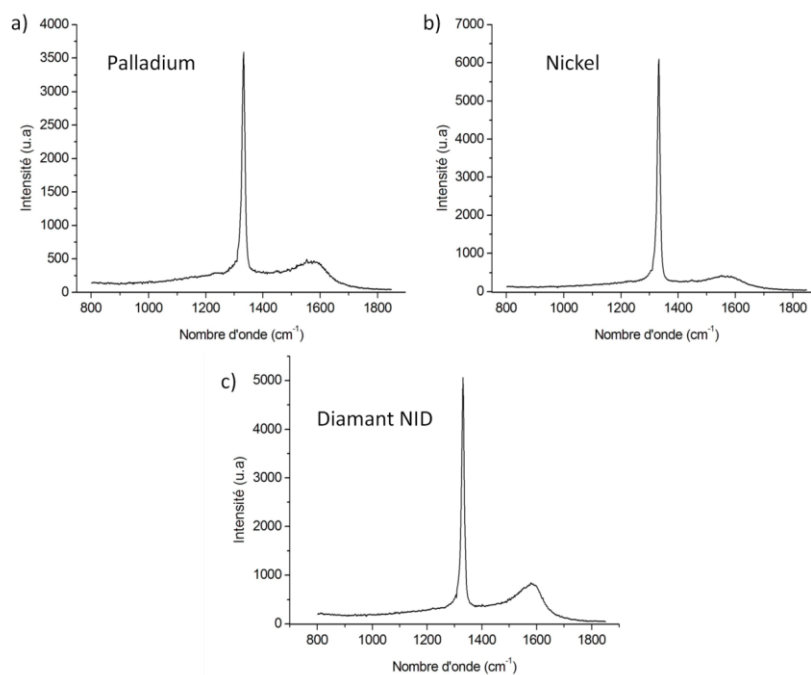 a)
Palladium
4000
3500
3000
2500
2000
1500
1000
500
0
Intensité (u.a)
800 1000 1200 1400 1600 1800
Nombre d'onde (cm⁻¹)
b)
Nickel
7000
6000
5000
4000
3000
2000
1000
0
Intensité (u.a)
800 1000 1200 1400 1600 1800
Nombre d'onde (cm⁻¹)
c)
Diamant NID
5000
4000
3000
2000
1000
0
Intensité (u.a)
800 1000 1200 1400 1600 1800
Nombre d'onde (cm⁻¹)